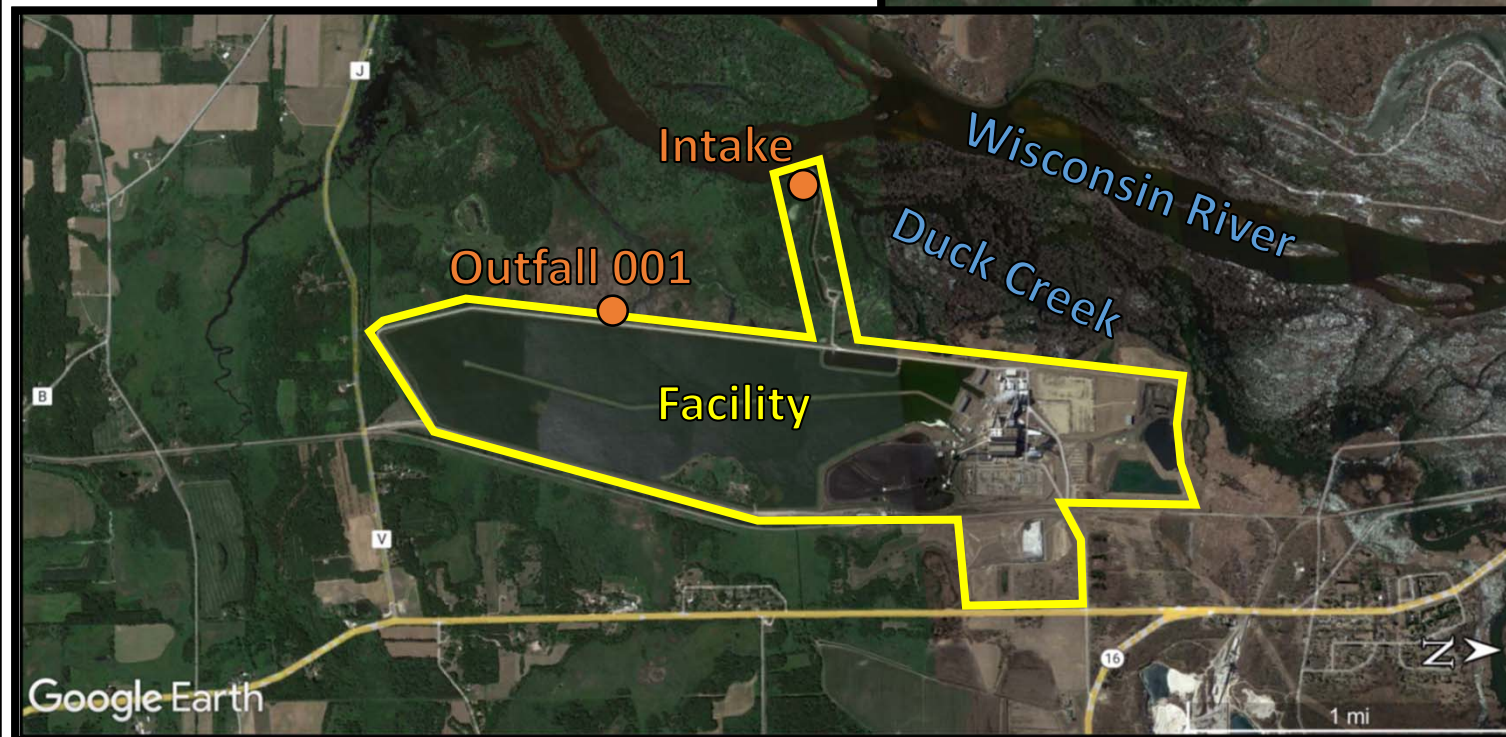 J
Intake
Wisconsin River
Duck Creek
Outfall 001
Facility
B
V
16
N
Google Earth
1 mi